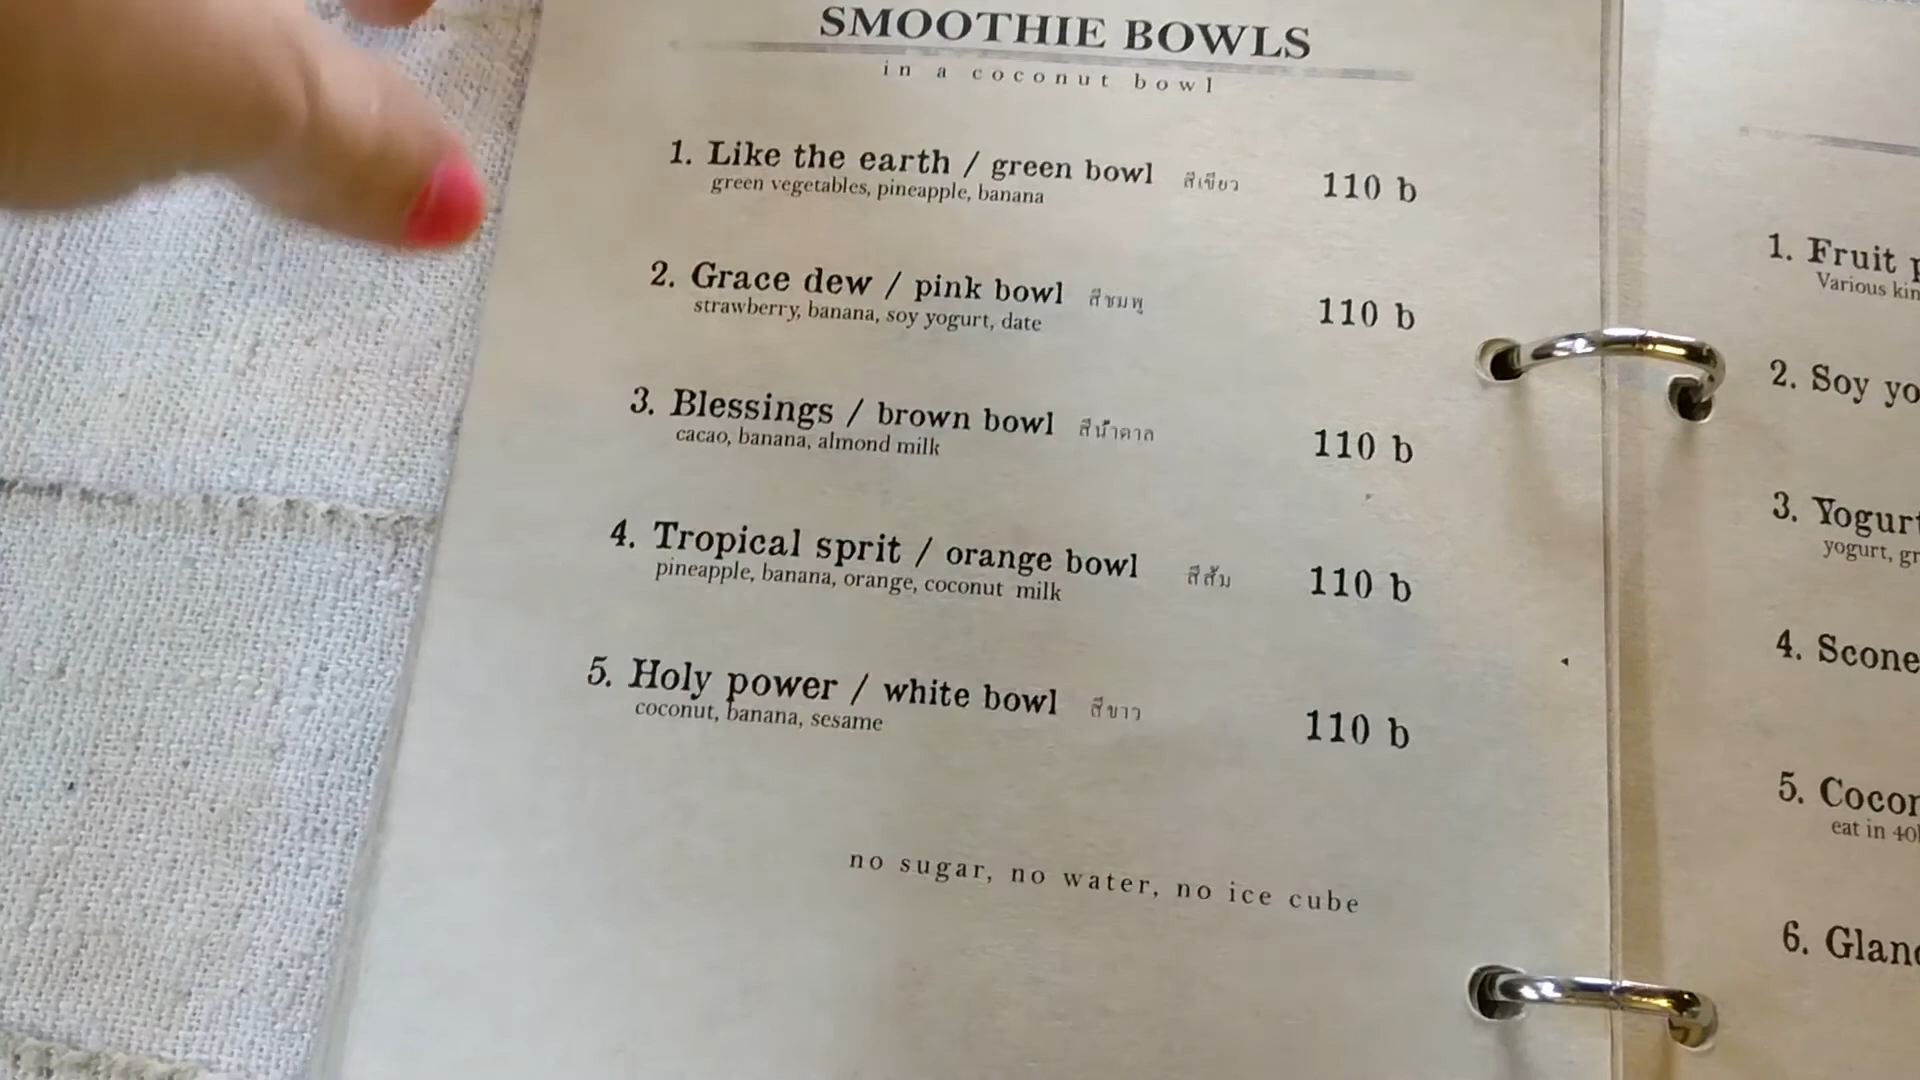 SMOOTHIE BOWLS
in a coconut bowl
1. Like the earth / green bowl สีเขียว 110 b
green vegetables, pineapple, banana
2. Grace dew / pink bowl สีชมพู 110 b
strawberry, banana, soy yogurt, date
3. Blessings / brown bowl สีน้ำตาล 110 b
cacao, banana, almond milk
4. Tropical sprit / orange bowl สีส้ม 110 b
pineapple, banana, orange, coconut milk
5. Holy power / white bowl สีขาว 110 b
coconut, banana, sesame
no sugar, no water, no ice cube
1. Fruit
Various
2. Soy
3. Yogurt
yogurt,
4. Scone
5.
eat in
6.